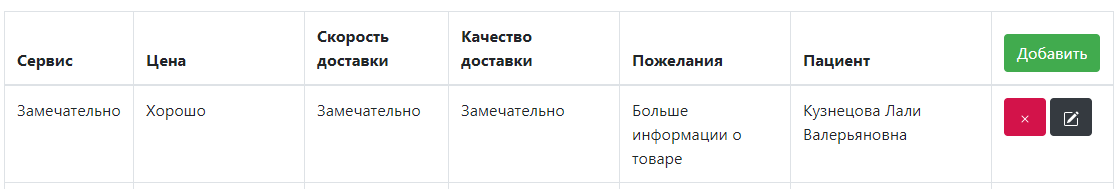 Сервис
Цена
Скорость
доставки
Качество
доставки
Пожелания
Пациент
Добавить
Замечательно
Хорошо
Замечательно
Замечательно
Больше
информации о
товаре
Кузнецова Лали
Валерьяновна